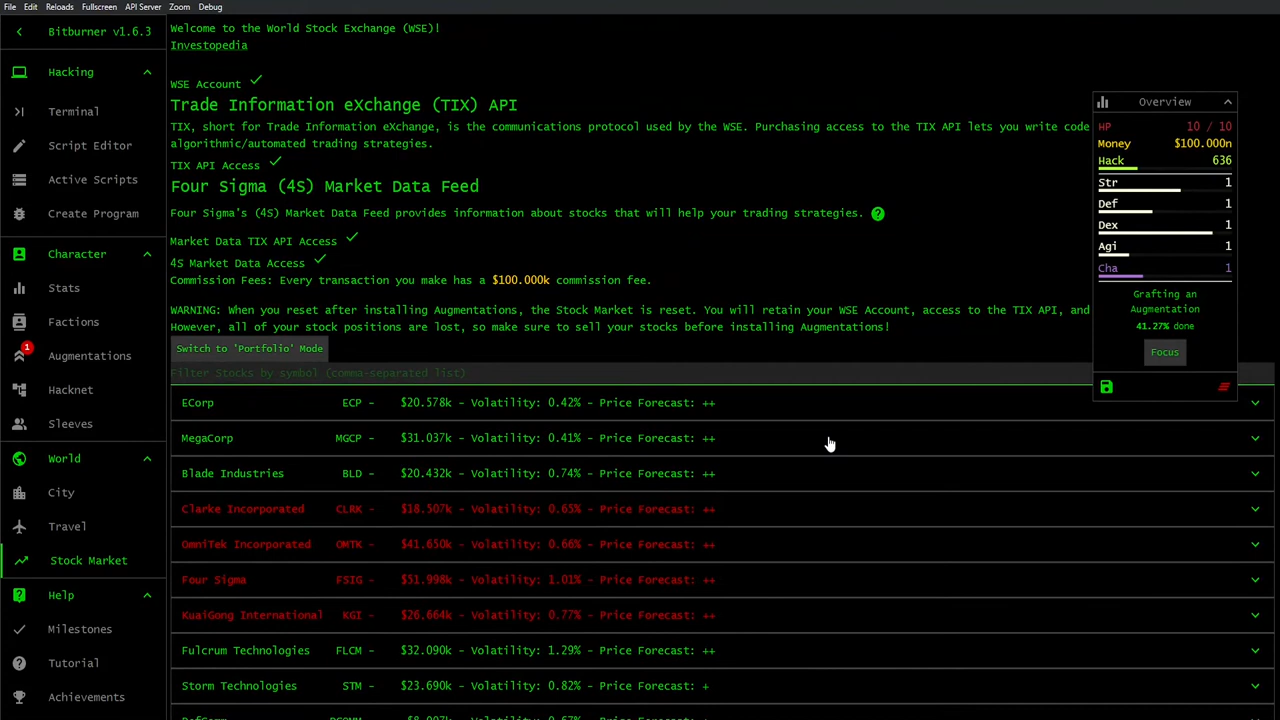 File Edit Reloads Fullscreen API Server Zoom Debug
Bitburner v1.6.3
Hacking
Terminal
Script Editor
Active Scripts
Create Program
Character
Stats
Factions
1
Augmentations
Hacknet
Sleeves
World
City
Travel
Stock Market
Help
Milestones
Tutorial
Achievements
Welcome to the World Stock Exchange (WSE)!
Investopedia
WSE Account
Trade Information eXchange (TIX) API
TIX, short for Trade Information eXchange, is the communications protocol used by the WSE. Purchasing access to the TIX API lets you write code
algorithmic/automated trading strategies.
TIX API Access
Four Sigma (4S) Market Data Feed
Four Sigma's (4S) Market Data Feed provides information about stocks that will help your trading strategies. ?
Market Data TIX API Access
4S Market Data Access
Commission Fees: Every transaction you make has a $100.000k commission fee.
WARNING: When you reset after installing Augmentations, the Stock Market is reset. You will retain your WSE Account, access to the TIX API, and
However, all of your stock positions are lost, so make sure to sell your stocks before installing Augmentations!
Switch to 'Portfolio' Mode
Filter Stocks by symbol (comma-separated list)
ECorp ECP - $20.578k - Volatility: 0.42% - Price Forecast: ++
MegaCorp MGCP - $31.037k - Volatility: 0.41% - Price Forecast: ++
Blade Industries BLD - $20.432k - Volatility: 0.74% - Price Forecast: ++
Clarke Incorporated CLRK - $18.507k - Volatility: 0.65% - Price Forecast: ++
OmniTek Incorporated OMTK - $41.650k - Volatility: 0.66% - Price Forecast: ++
Four Sigma FSIG - $51.998k - Volatility: 1.01% - Price Forecast: ++
KuaiGong International KGI - $26.664k - Volatility: 0.77% - Price Forecast: ++
Fulcrum Technologies FLCM - $32.090k - Volatility: 1.29% - Price Forecast: ++
Storm Technologies STM - $23.690k - Volatility: 0.82% - Price Forecast: +
Overview
HP 10 / 10
Money $100.000n
Hack 636
Str 1
Def 1
Dex 1
Agi 1
Cha 1
Grafting an
Augmentation
41.27% done
Focus